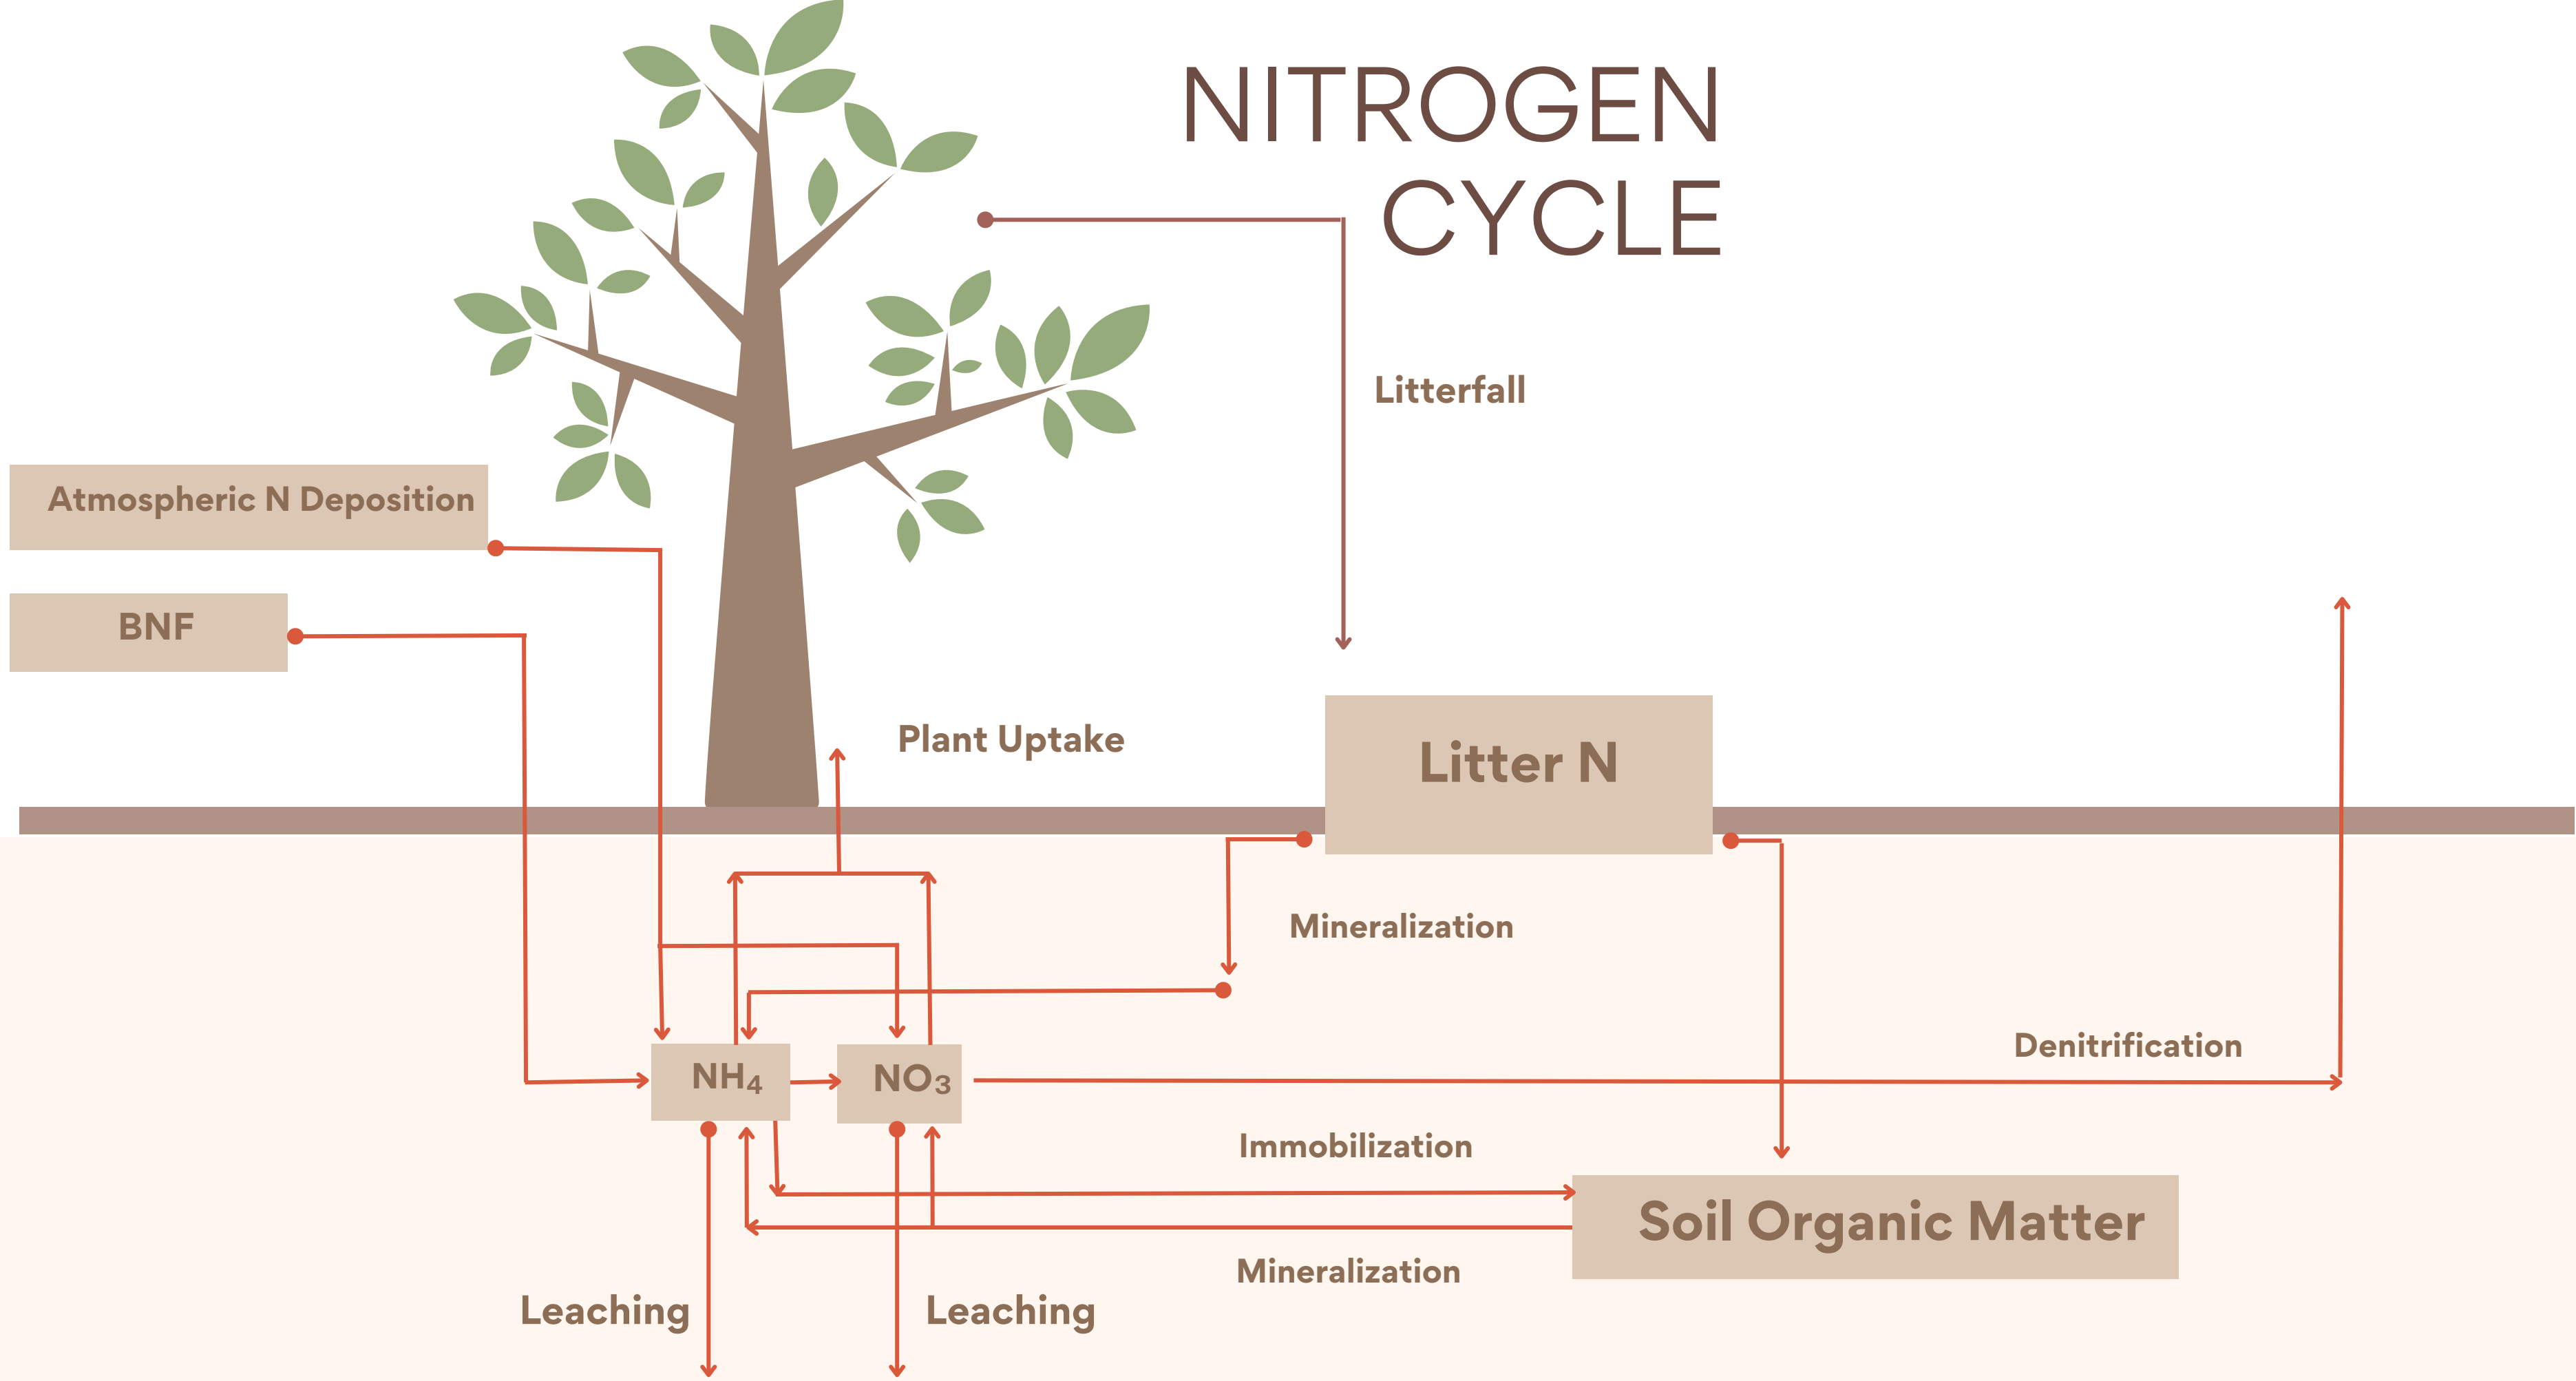 NITROGEN
CYCLE
Litterfall
Atmospheric N Deposition
BNF
Plant Uptake
Litter N
Mineralization
NH₄
NO₃
Denitrification
Immobilization
Soil Organic Matter
Mineralization
Leaching
Leaching